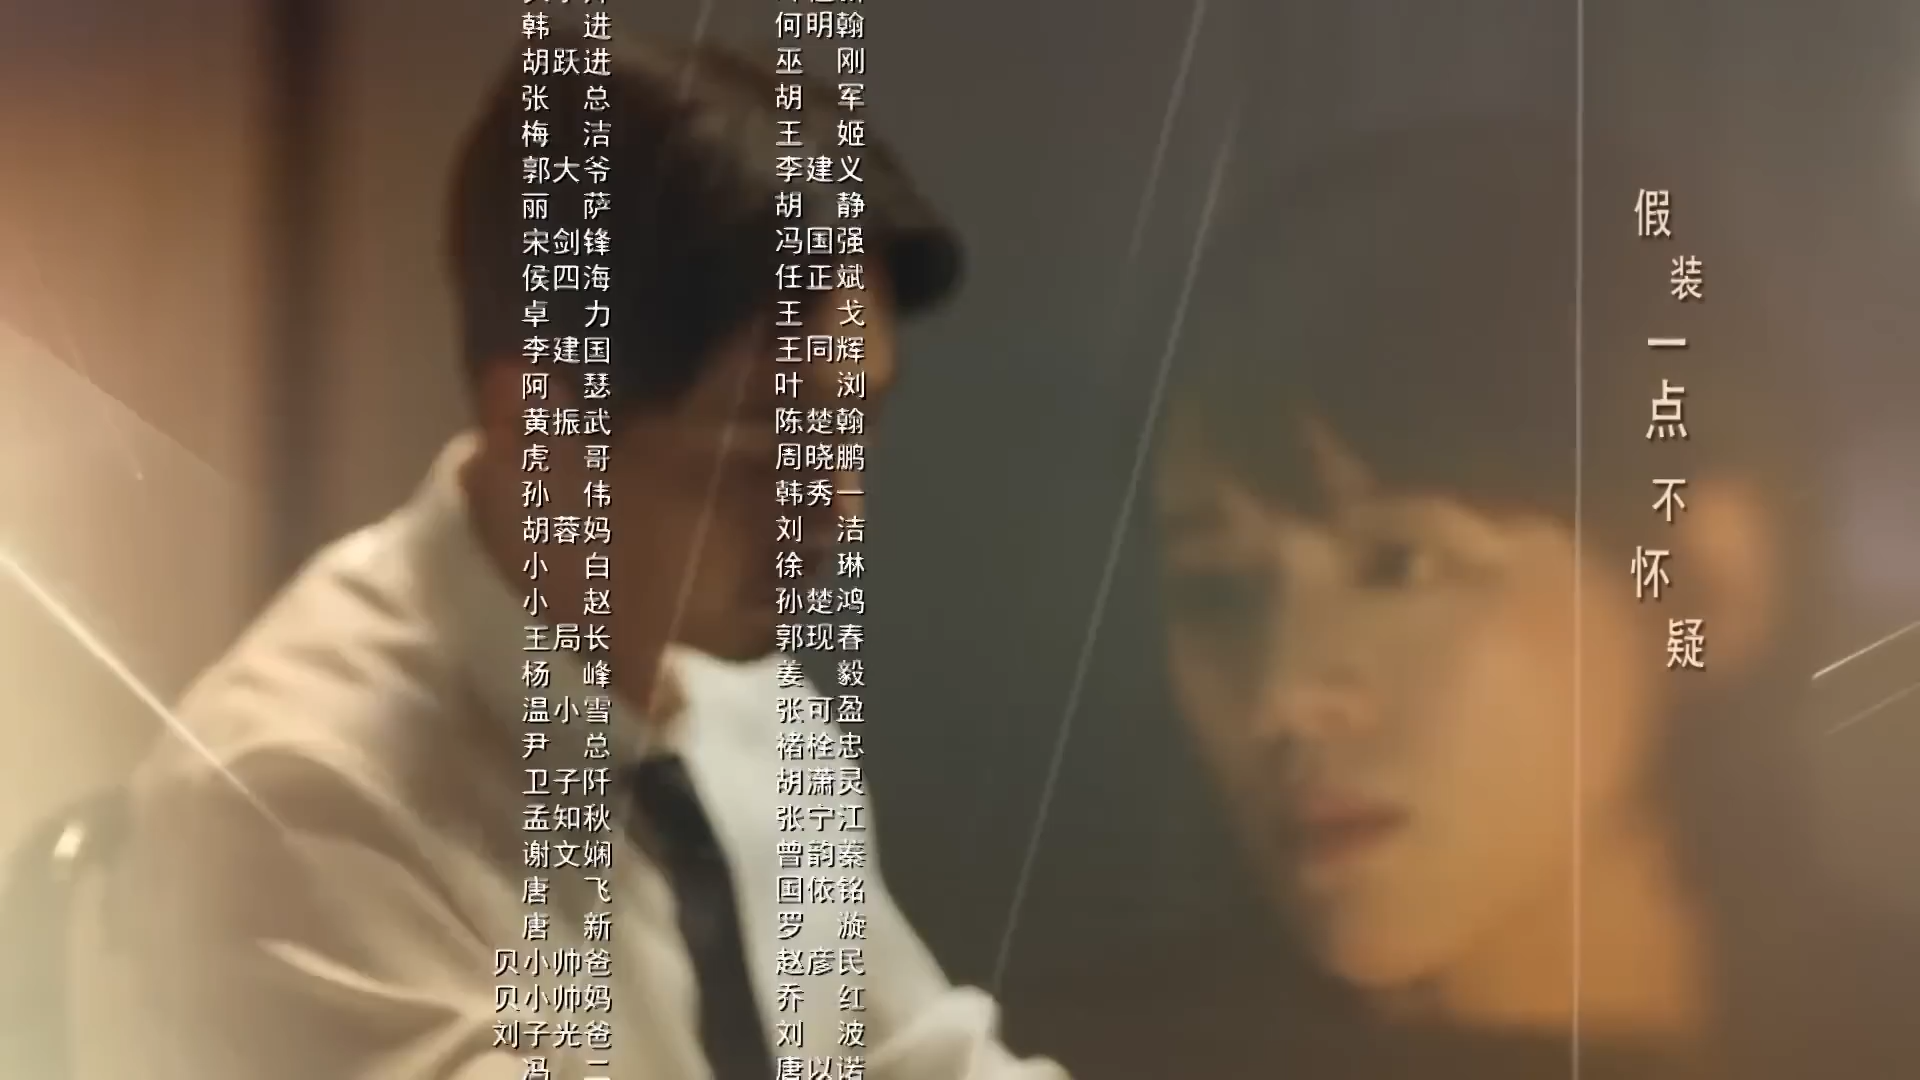 韩进 何明翰
胡跃进 巫刚
张总 胡军
梅洁 王姬
郭大爷 李建义
丽萨 胡静
宋剑锋 冯国强
侯四海 任正斌
卓力 王戈
李建国 王同辉
阿瑟 叶浏
黄振武 陈楚翰
虎哥 周晓鹏
孙伟 韩秀一
胡蓉妈 刘洁
小白 徐琳
小赵 孙楚鸿
王局长 郭现春
杨峰 姜毅
温小雪 张可盈
尹总 褚栓忠
卫子阡 胡潇灵
孟知秋 张宁江
谢文娴 曾韵蓁
唐飞 国依铭
唐新 罗漩
贝小帅爸 赵彦民
贝小帅妈 乔红
刘子光爸 刘波
冯二 唐以诺
假装一点不怀疑